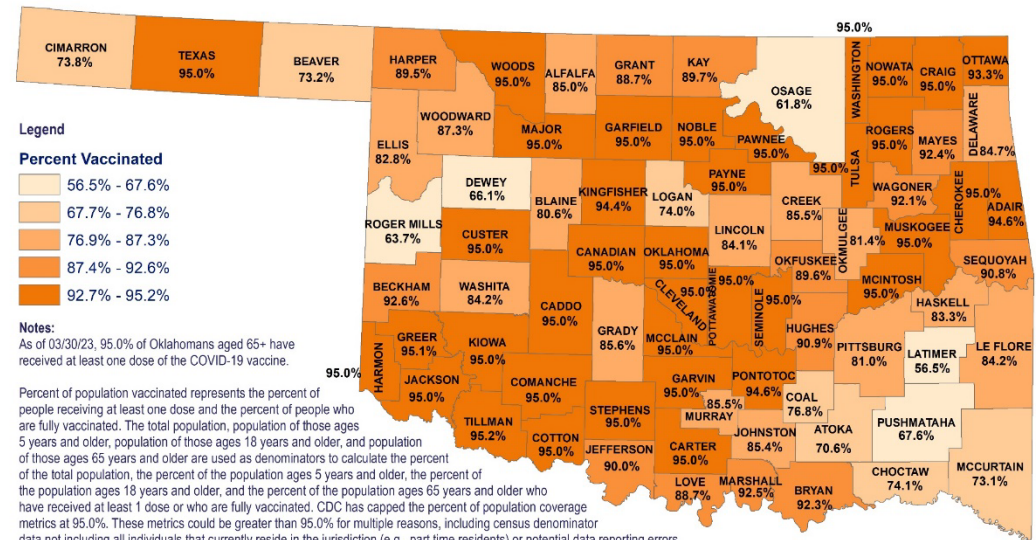 95.0%
CIMARRON
73.8%
TEXAS
95.0%
BEAVER
73.2%
HARPER
89.5%
WOODS
95.0%
ALFALFA
85.0%
GRANT
88.7%
KAY
89.7%
OSAGE
61.8%
WASHINGTON
NOWATA
95.0%
CRAIG
95.0%
OTTAWA
93.3%
WOODWARD
87.3%
MAJOR
95.0%
GARFIELD
95.0%
NOBLE
95.0%
PAWNEE
95.0%
ROGERS
95.0%
MAYES
92.4%
DELAWARE
84.7%
ELLIS
82.8%
DEWEY
66.1%
BLAINE
80.6%
KINGFISHER
94.4%
LOGAN
74.0%
PAYNE
95.0%
95.0%
TULSA
CREEK
85.5%
WAGONER
92.1%
CHEROKEE
95.0%
ADAIR
94.6%
ROGER MILLS
63.7%
CUSTER
95.0%
CANADIAN
95.0%
OKLAHOMA
95.0%
LINCOLN
84.1%
OKMULGEE
81.4%
MUSKOGEE
95.0%
OKFUSKEE
89.6%
MCINTOSH
95.0%
SEQUOYAH
90.8%
BECKHAM
92.6%
WASHITA
84.2%
CADDO
95.0%
GRADY
85.6%
CLEVELAND
95.0%
POTTAWATOMIE
95.0%
SEMINOLE
95.0%
HUGHES
90.9%
PITTSBURG
81.0%
HASKELL
83.3%
LATIMER
56.5%
LE FLORE
84.2%
95.0%
HARMON
GREER
95.1%
KIOWA
95.0%
JACKSON
95.0%
COMANCHE
95.0%
MCCLAIN
95.0%
GARVIN
95.0%
PONTOTOC
94.6%
COAL
76.8%
TILLMAN
95.2%
COTTON
95.0%
STEPHENS
95.0%
85.5%
MURRAY
JOHNSTON
85.4%
ATOKA
70.6%
PUSHMATAHA
67.6%
JEFFERSON
90.0%
CARTER
95.0%
LOVE
88.7%
MARSHALL
92.5%
BRYAN
92.3%
CHOCTAW
74.1%
MCCURTAIN
73.1%
Legend
Percent Vaccinated
56.5% - 67.6%
67.7% - 76.8%
76.9% - 87.3%
87.4% - 92.6%
92.7% - 95.2%
Notes:
As of 03/30/23, 95.0% of Oklahomans aged 65+ have
received at least one dose of the COVID-19 vaccine.
Percent of population vaccinated represents the percent of
people receiving at least one dose and the percent of people who
are fully vaccinated. The total population, population of those ages
5 years and older, population of those ages 18 years and older, and population
of those ages 65 years and older are used as denominators to calculate the percent
of the total population, the percent of the population ages 5 years and older, the percent of
the population ages 18 years and older, and the percent of the population ages 65 years and older who
have received at least 1 dose or who are fully vaccinated. CDC has capped the percent of population coverage
metrics at 95.0%. These metrics could be greater than 95.0% for multiple reasons, including census denominator
data not including all individuals that currently reside in the jurisdiction (e.g., part time residents) or potential data reporting errors